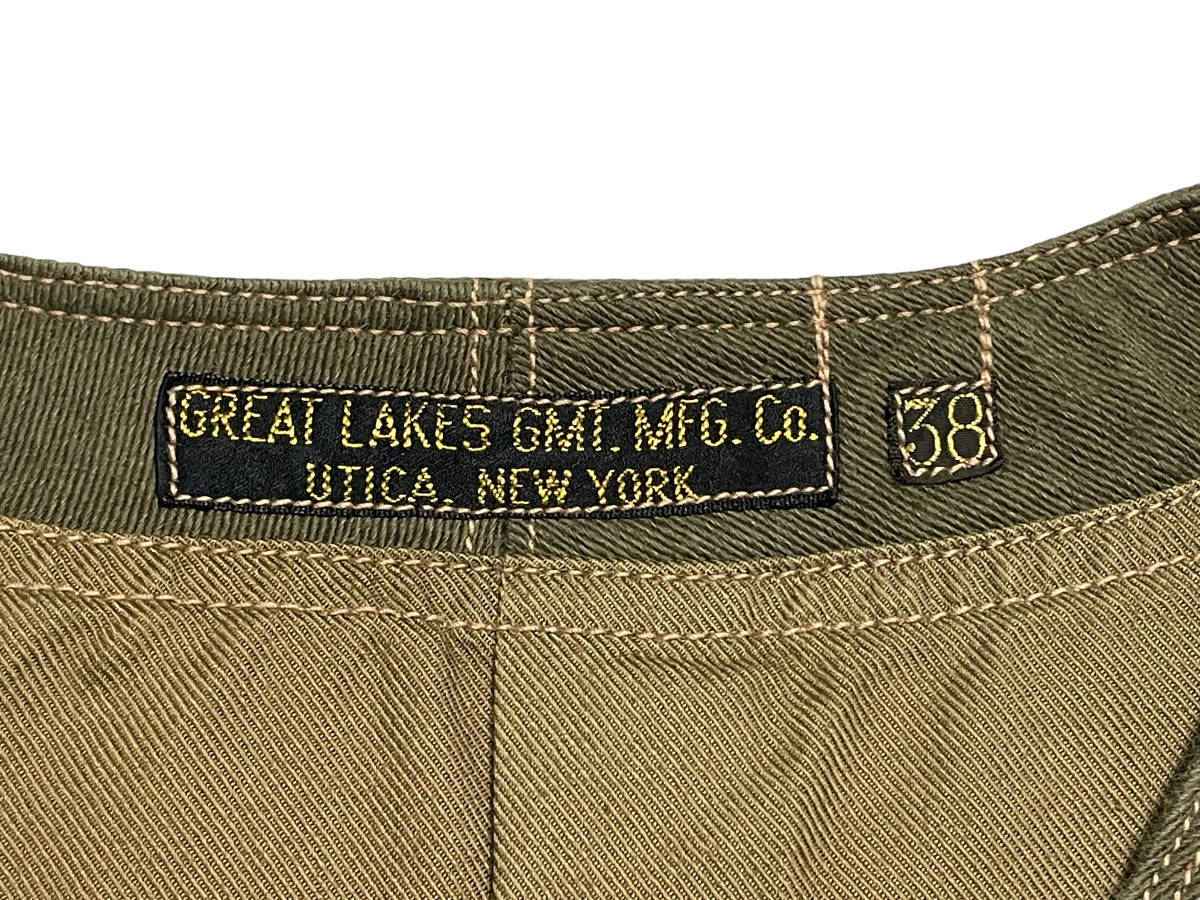 GREAT LAKES GMT. MFG. Co.
UTICA. NEW YORK
38